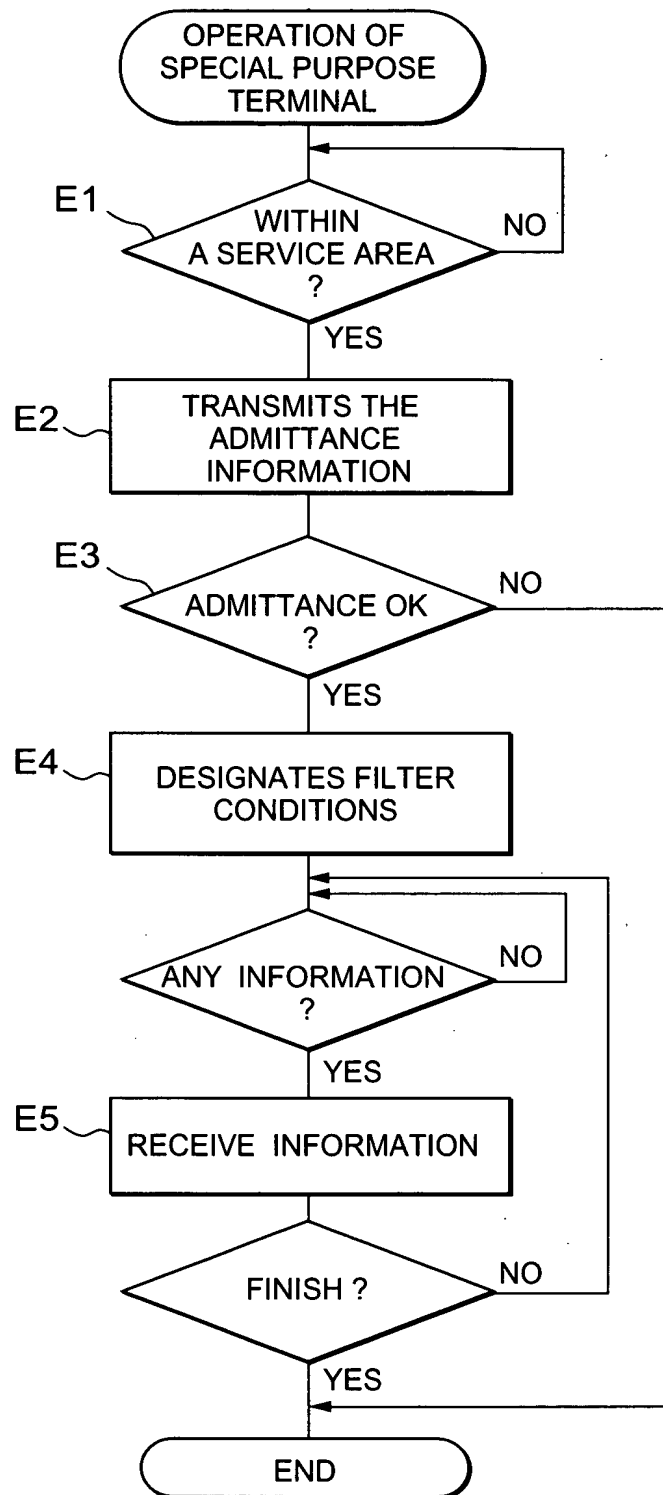 OPERATION OF
SPECIAL PURPOSE
TERMINAL
E1
WITHIN
A SERVICE AREA
?
NO
YES
E2
TRANSMITS THE
ADMITTANCE
INFORMATION
E3
ADMITTANCE OK
?
NO
YES
E4
DESIGNATES FILTER
CONDITIONS
ANY INFORMATION
?
NO
YES
E5
RECEIVE INFORMATION
FINISH ?
NO
YES
END